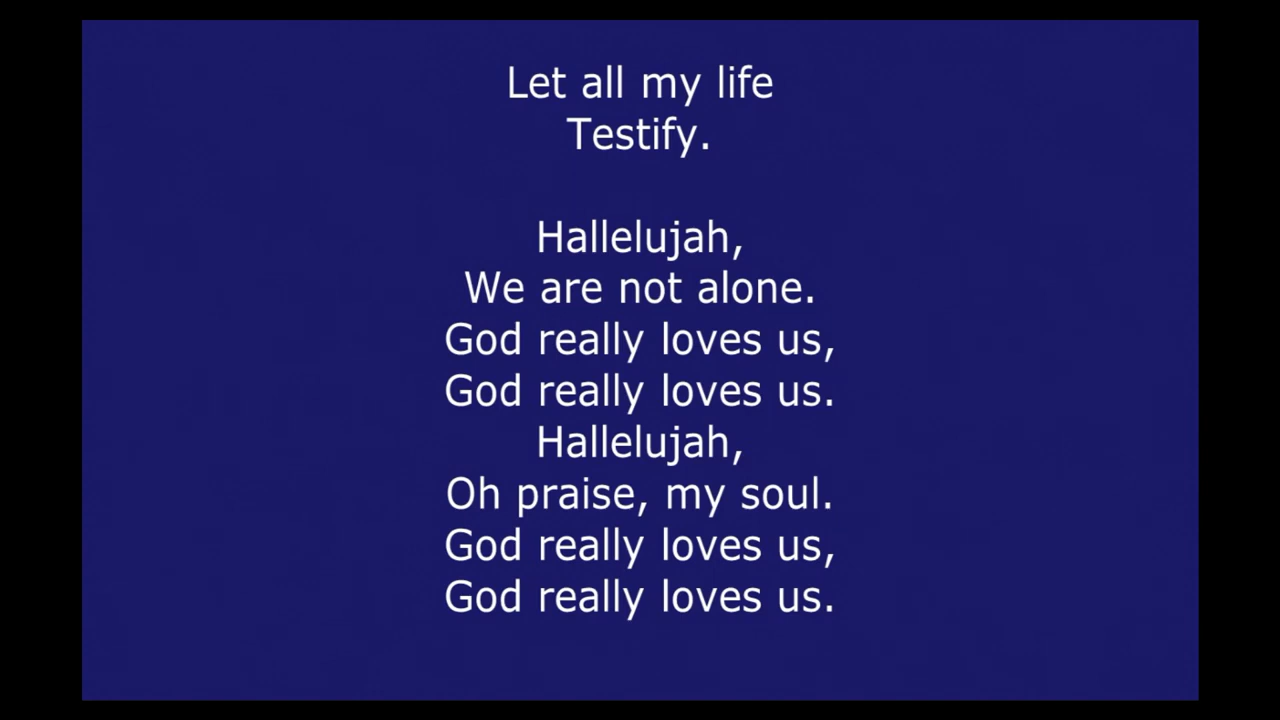 Let all my life
Testify.
Hallelujah,
We are not alone.
God really loves us,
God really loves us.
Hallelujah,
Oh praise, my soul.
God really loves us,
God really loves us.